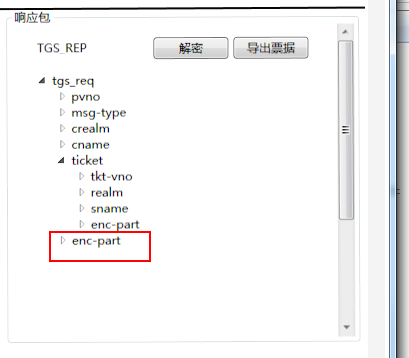 响应包
TGS_REP 解密 导出票据
tgs_req
pvno
msg-type
crealm
cname
ticket
tkt-vno
realm
sname
enc-part
enc-part